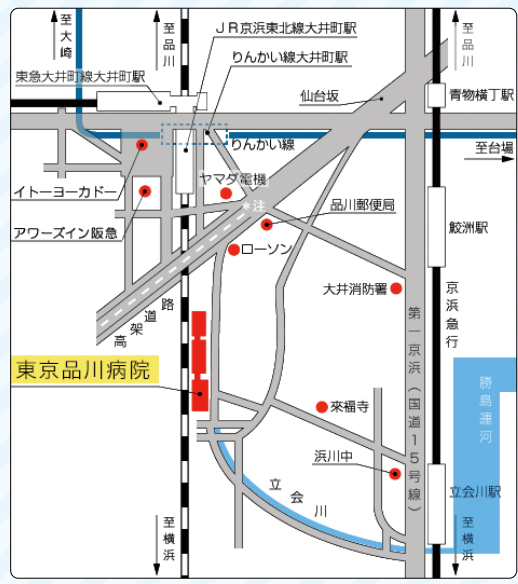 至大崎
至品川
JR京浜東北線大井町駅
至品川
りんかい線大井町駅
東急大井町線大井町駅
仙台坂
青物横丁駅
りんかい線
至台場
ヤマダ電機
イトーヨーカドー
＊注
品川郵便局
アワーズイン阪急
鮫洲駅
ローソン
大井消防署
京浜急行
高架道路
第一京浜（国道15号線）
東京品川病院
勝島運河
來福寺
浜川中
立会川
立会川駅
至横浜
至横浜